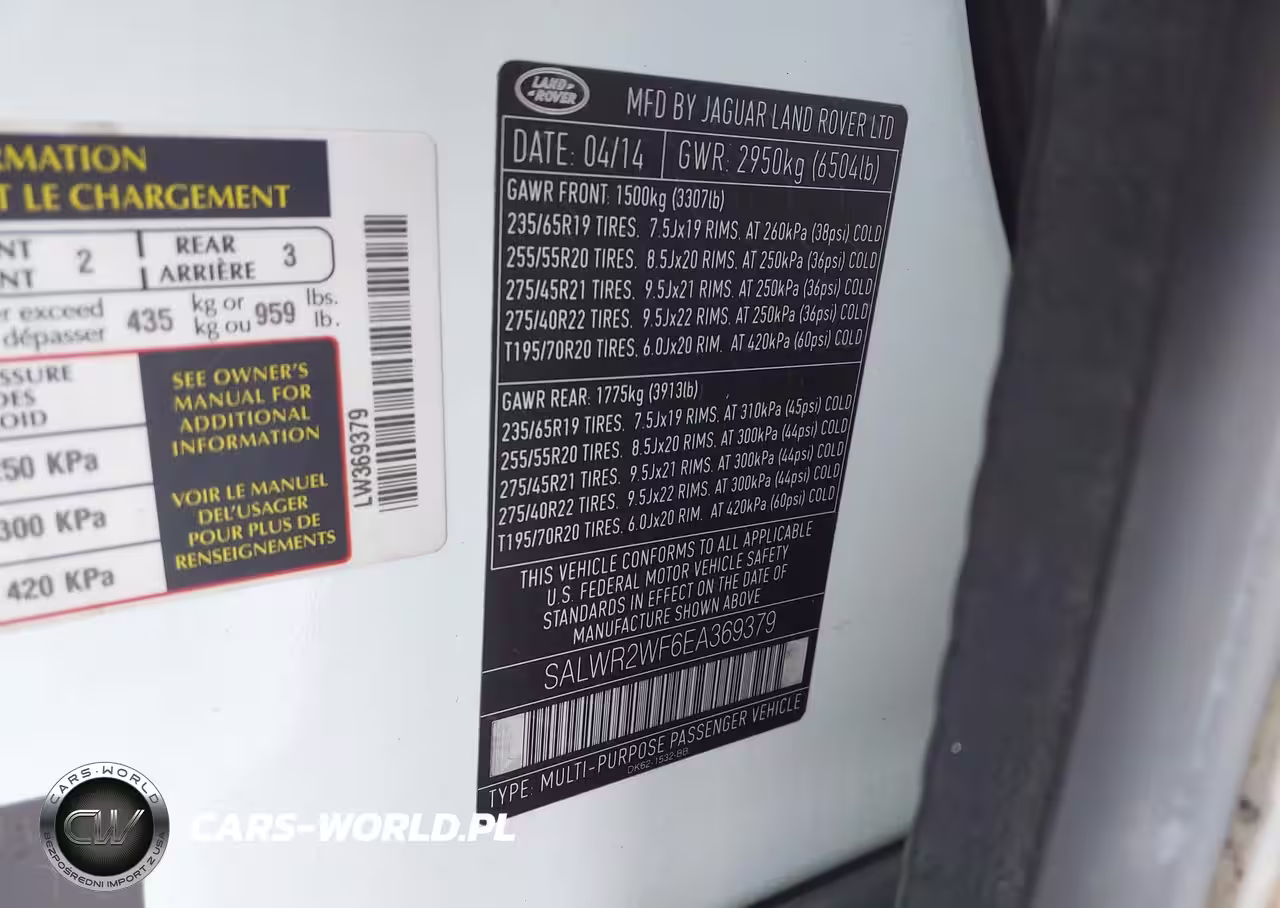 RMATION
T LE CHARGEMENT
NT 2 REAR 3
NT ARRIÈRE
r exceed 435 kg or 959 lbs.
dépasser kg ou lb.
SSURE
DES
OID
50 KPa
300 KPa
420 KPa
SEE OWNER'S
MANUAL FOR
ADDITIONAL
INFORMATION
VOIR LE MANUEL
DEL'USAGER
POUR PLUS DE
RENSEIGNEMENTS
LW369379
LAND
ROVER
MFD BY JAGUAR LAND ROVER LTD
DATE: 04/14 GWR: 2950kg (6504lb)
GAWR FRONT: 1500kg (3307lb)
235/65R19 TIRES. 7.5Jx19 RIMS. AT 260kPa (38psi) COLD
255/55R20 TIRES. 8.5Jx20 RIMS. AT 250kPa (36psi) COLD
275/45R21 TIRES. 9.5Jx21 RIMS. AT 250kPa (36psi) COLD
275/40R22 TIRES. 9.5Jx22 RIMS. AT 250kPa (36psi) COLD
T195/70R20 TIRES. 6.0Jx20 RIM. AT 420kPa (60psi) COLD
GAWR REAR: 1775kg (3913lb)
235/65R19 TIRES. 7.5Jx19 RIMS. AT 310kPa (45psi) COLD
255/55R20 TIRES. 8.5Jx20 RIMS. AT 300kPa (44psi) COLD
275/45R21 TIRES. 9.5Jx21 RIMS. AT 300kPa (44psi) COLD
275/40R22 TIRES. 9.5Jx22 RIMS. AT 300kPa (44psi) COLD
T195/70R20 TIRES. 6.0Jx20 RIM. AT 420kPa (60psi) COLD
THIS VEHICLE CONFORMS TO ALL APPLICABLE
U.S. FEDERAL MOTOR VEHICLE SAFETY
STANDARDS IN EFFECT ON THE DATE OF
MANUFACTURE SHOWN ABOVE
SALWR2WF6EA369379
TYPE: MULTI-PURPOSE PASSENGER VEHICLE
DK62-1532-BB
CARS-WORLD
CW
BEZPOŚREDNI IMPORT Z USA
CARS-WORLD.PL